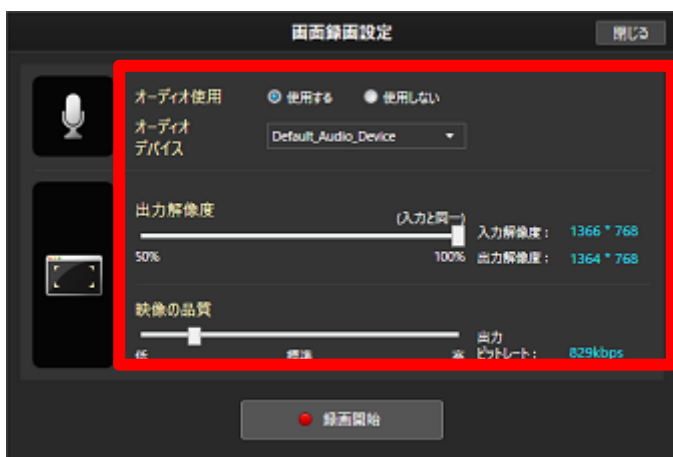 画面録画設定
閉じる
オーディオ使用
使用する
使用しない
オーディオ
デバイス
Default_Audio_Device
出力解像度
(入力と同一)
50%
100%
入力解像度 : 1366 * 768
出力解像度 : 1364 * 768
映像の品質
低
標準
高
出力
ビットレート : 829kbps
録画開始